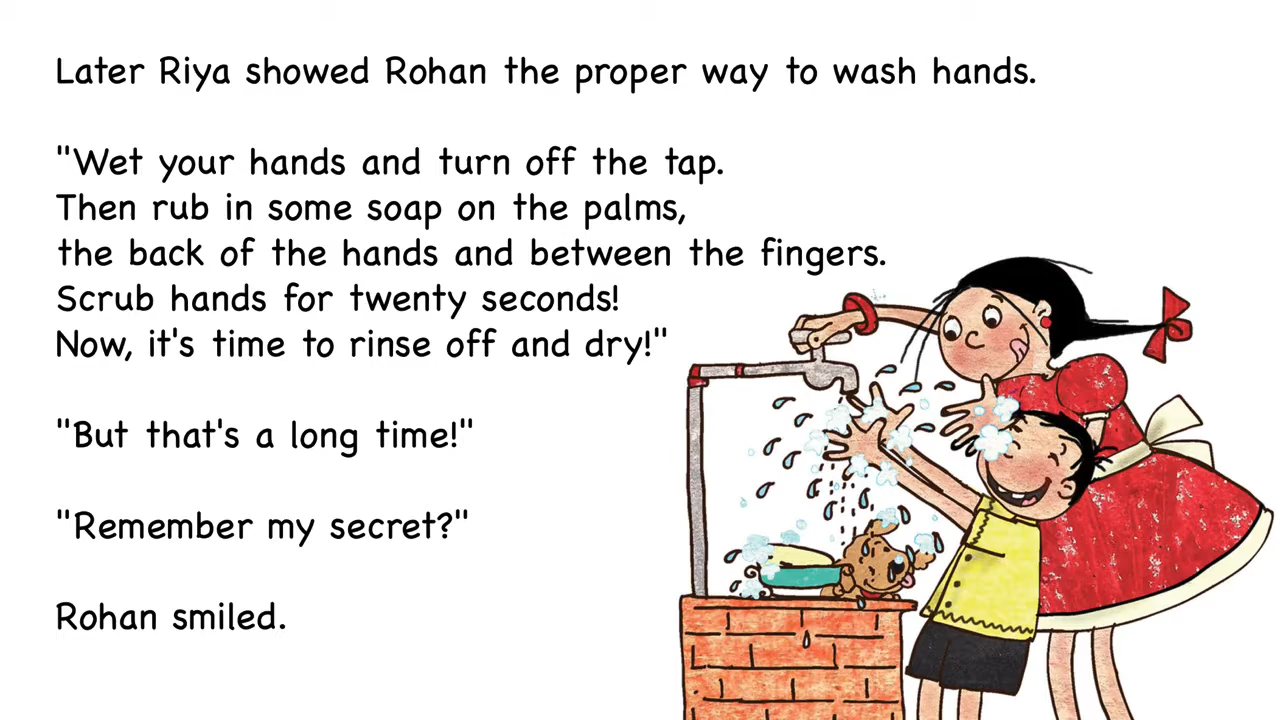 Later Riya showed Rohan the proper way to wash hands.
"Wet your hands and turn off the tap.
Then rub in some soap on the palms,
the back of the hands and between the fingers.
Scrub hands for twenty seconds!
Now, it's time to rinse off and dry!"
"But that's a long time!"
"Remember my secret?"
Rohan smiled.